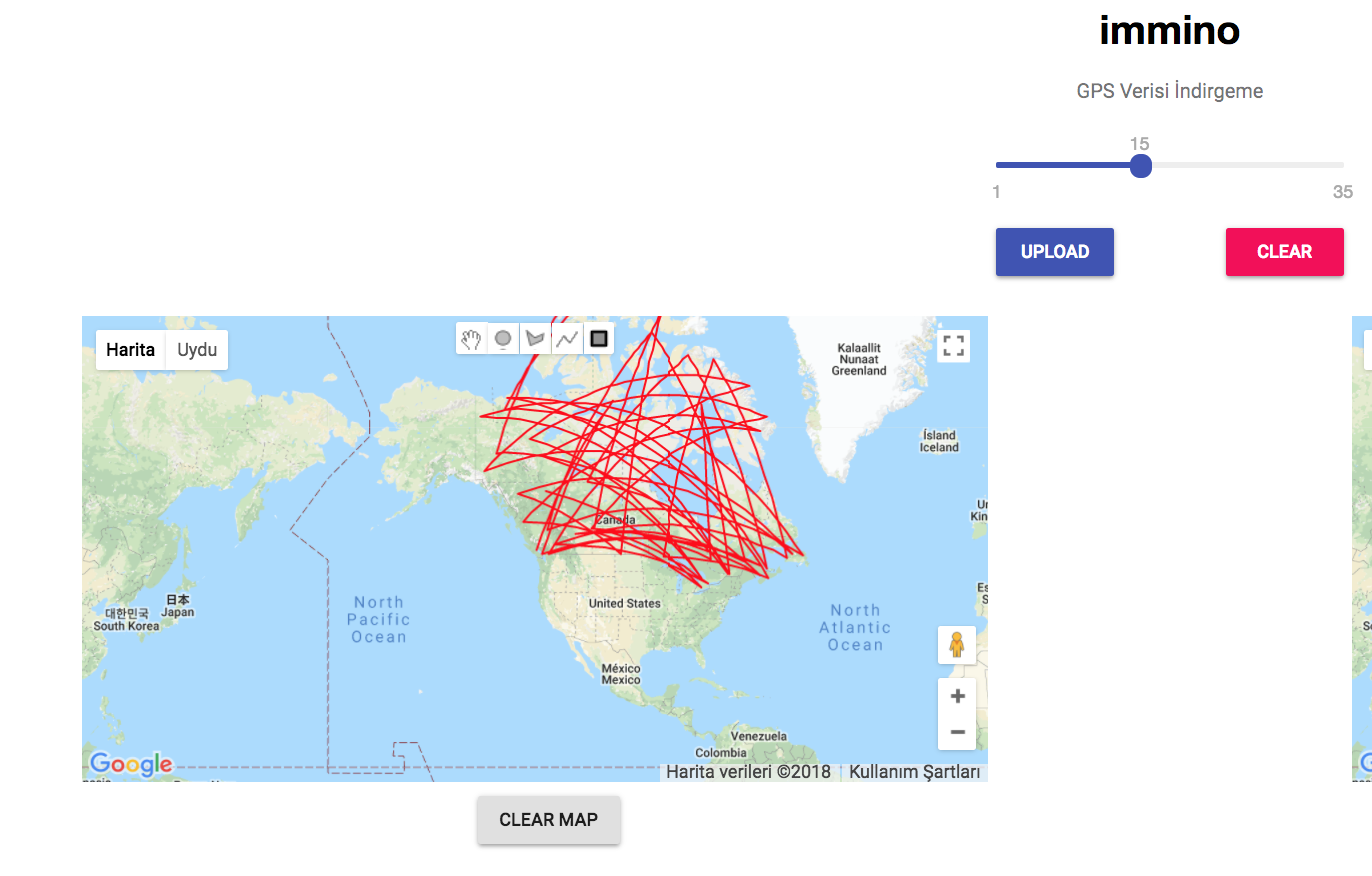 immino
GPS Verisi İndirgeme
15
1
35
UPLOAD
CLEAR
Harita
Uydu
Kalaallit
Nunaat
Greenland
Ísland
Iceland
Canada
日本
Japan
대한민국
South Korea
North
Pacific
Ocean
United States
North
Atlantic
Ocean
México
Mexico
Venezuela
Colombia
Google
Harita verileri ©2018
Kullanım Şartları
CLEAR MAP